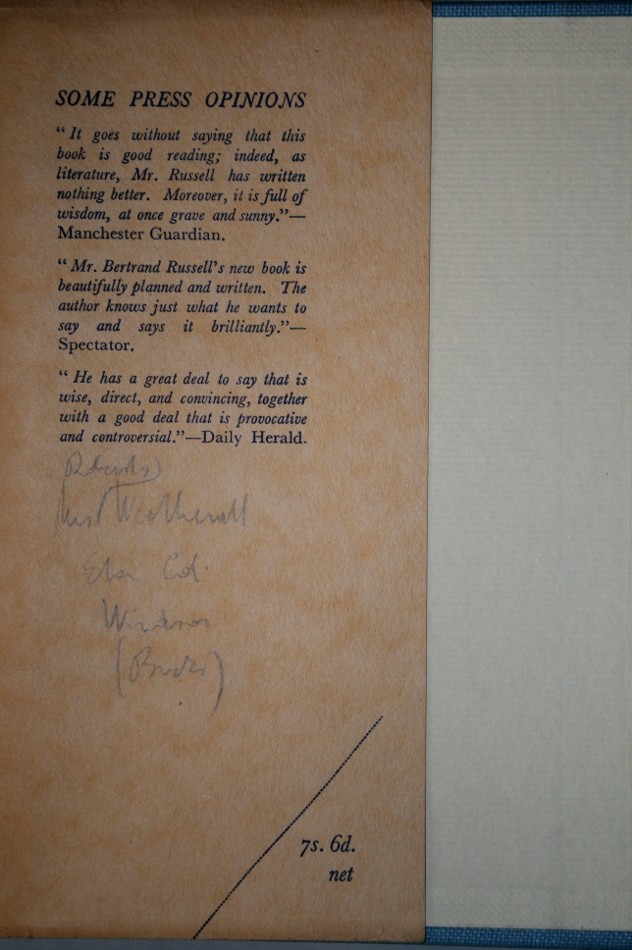 SOME PRESS OPINIONS
“ It goes without saying that this
book is good reading; indeed, as
literature, Mr. Russell has written
nothing better. Moreover, it is full of
wisdom, at once grave and sunny.”—
Manchester Guardian.
“ Mr. Bertrand Russell's new book is
beautifully planned and written. The
author knows just what he wants to
say and says it brilliantly.”—
Spectator.
“ He has a great deal to say that is
wise, direct, and convincing, together
with a good deal that is provocative
and controversial.”—Daily Herald.
Windsor
(Bucks)
7s. 6d.
net